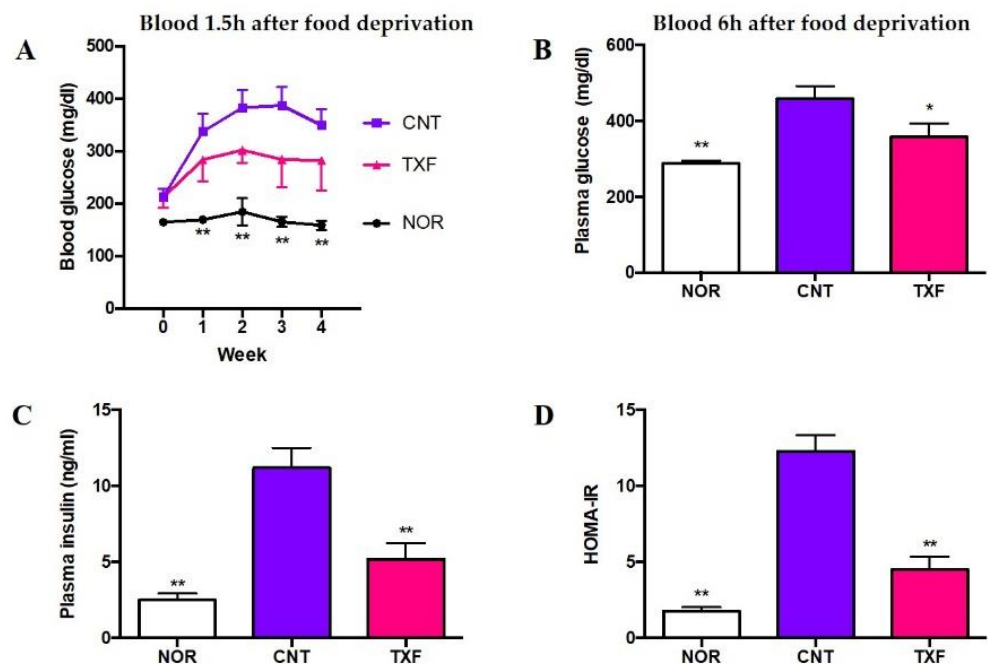 Blood 1.5h after food deprivation
A
Blood glucose (mg/dl)
500
400
300
200
100
0
0 1 2 3 4
Week
CNT
TXF
NOR
** ** ** **
Blood 6h after food deprivation
B
Plasma glucose (mg/dl)
600
400
200
0
**
*
NOR CNT TXF
C
Plasma insulin (ng/ml)
15
10
5
0
**
**
NOR CNT TXF
D
HOMA-IR
15
10
5
0
**
**
NOR CNT TXF